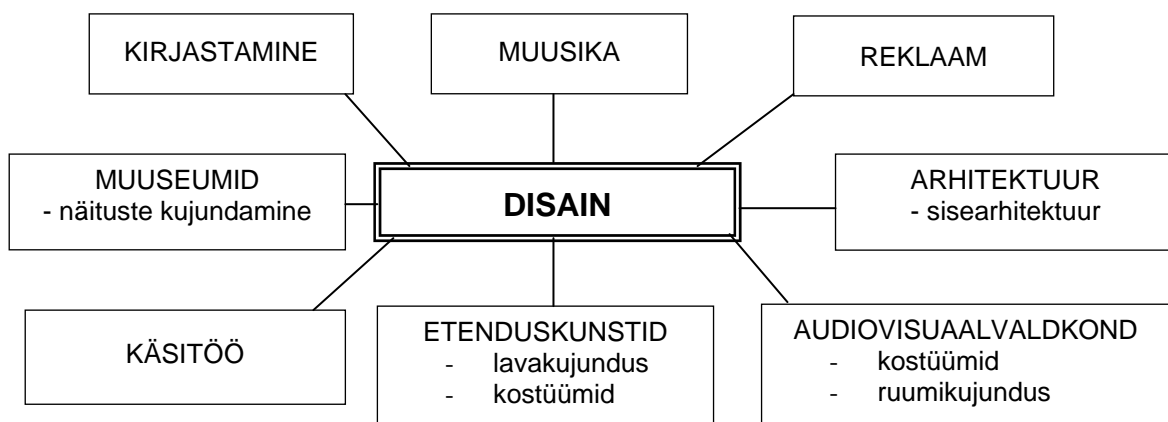 KIRJASTAMINE
MUUSIKA
REKLAAM
MUUSEUMID
- näituste kujundamine
DISAIN
ARHITEKTUUR
- sisearhitektuur
KÄSITÖÖ
ETENDUSKUNSTID
- lavakujundus
- kostüümid
AUDIOVISUAALVALDKOND
- kostüümid
- ruumikujundus